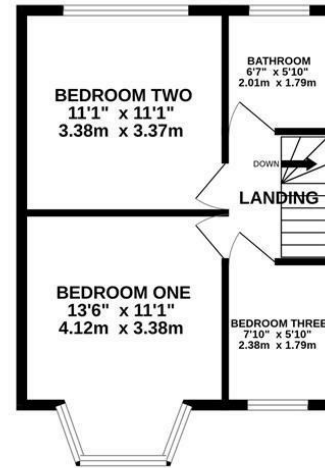 BATHROOM
6'7" x 5'10"
2.01m x 1.79m
BEDROOM TWO
11'1" x 11'1"
3.38m x 3.37m
DOWN
LANDING
BEDROOM ONE
13'6" x 11'1"
4.12m x 3.38m
BEDROOM THREE
7'10" x 5'10"
2.38m x 1.79m